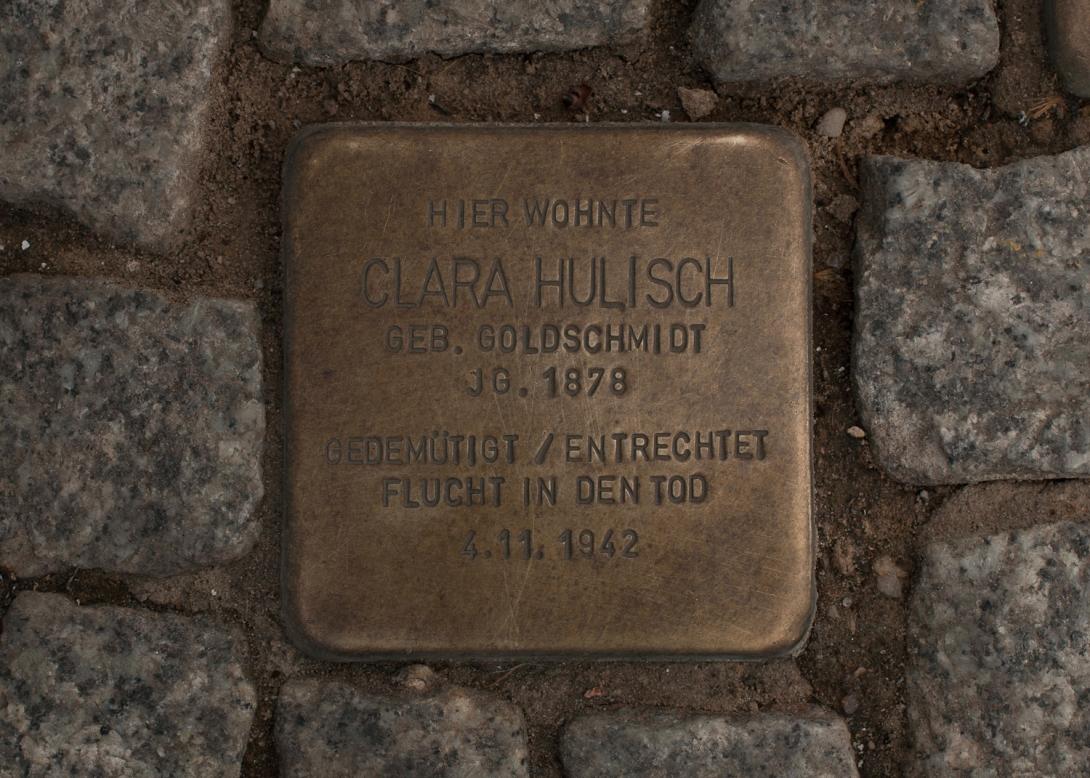 HIER WOHNTE
CLARA HULISCH
GEB. GOLDSCHMIDT
JG. 1878
GEDEMÜTIGT / ENTRECHTET
FLUCHT IN DEN TOD
4.11.1942